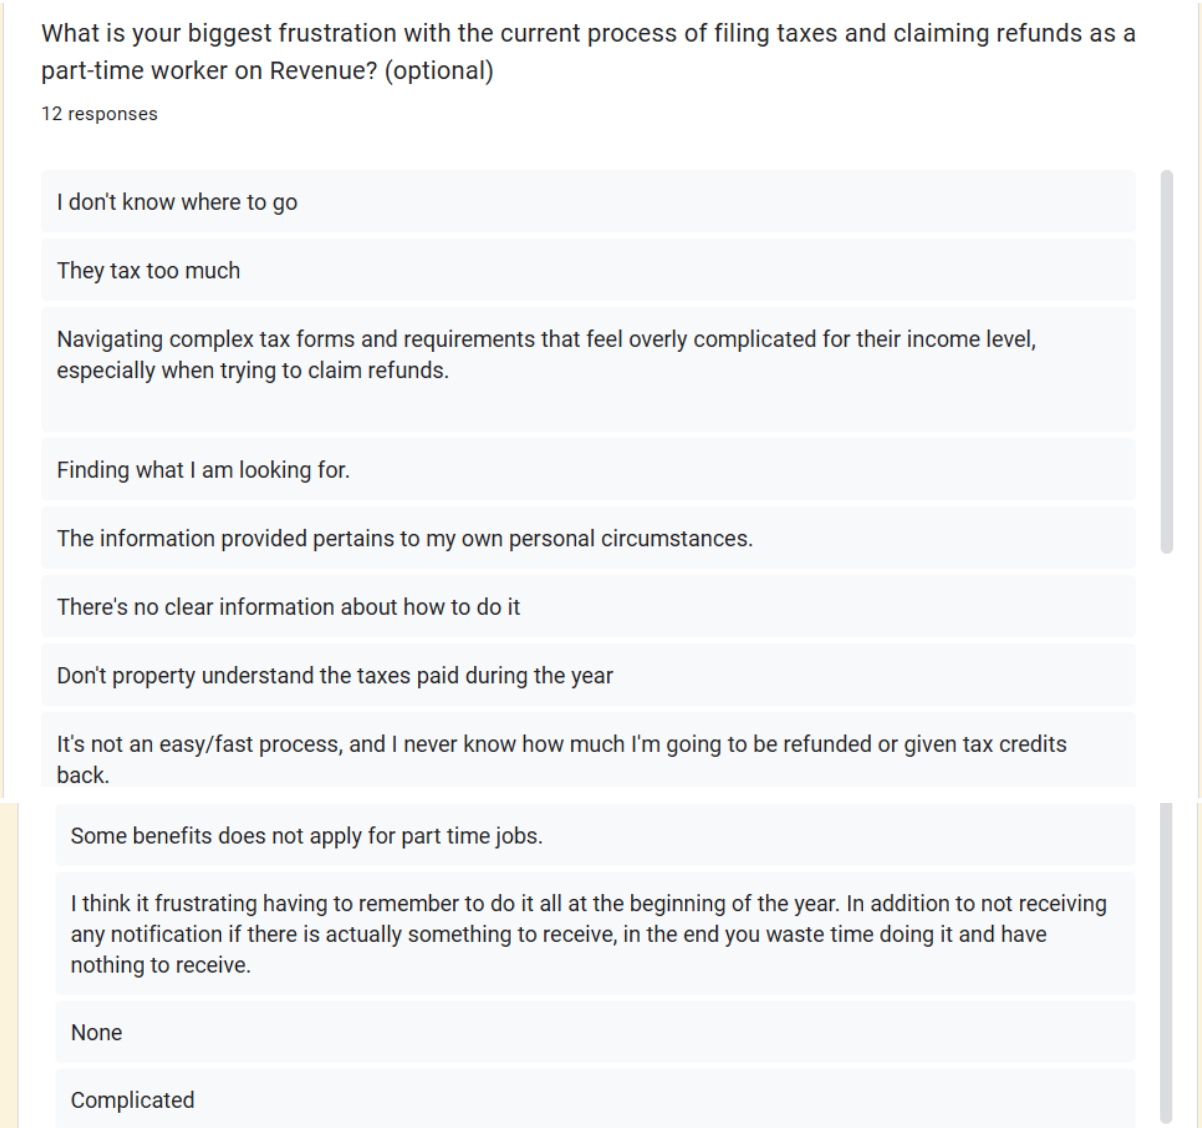 What is your biggest frustration with the current process of filing taxes and claiming refunds as a
part-time worker on Revenue? (optional)
12 responses
I don't know where to go
They tax too much
Navigating complex tax forms and requirements that feel overly complicated for their income level,
especially when trying to claim refunds.
Finding what I am looking for.
The information provided pertains to my own personal circumstances.
There's no clear information about how to do it
Don't property understand the taxes paid during the year
It's not an easy/fast process, and I never know how much I'm going to be refunded or given tax credits
back.
Some benefits does not apply for part time jobs.
I think it frustrating having to remember to do it all at the beginning of the year. In addition to not receiving
any notification if there is actually something to receive, in the end you waste time doing it and have
nothing to receive.
None
Complicated